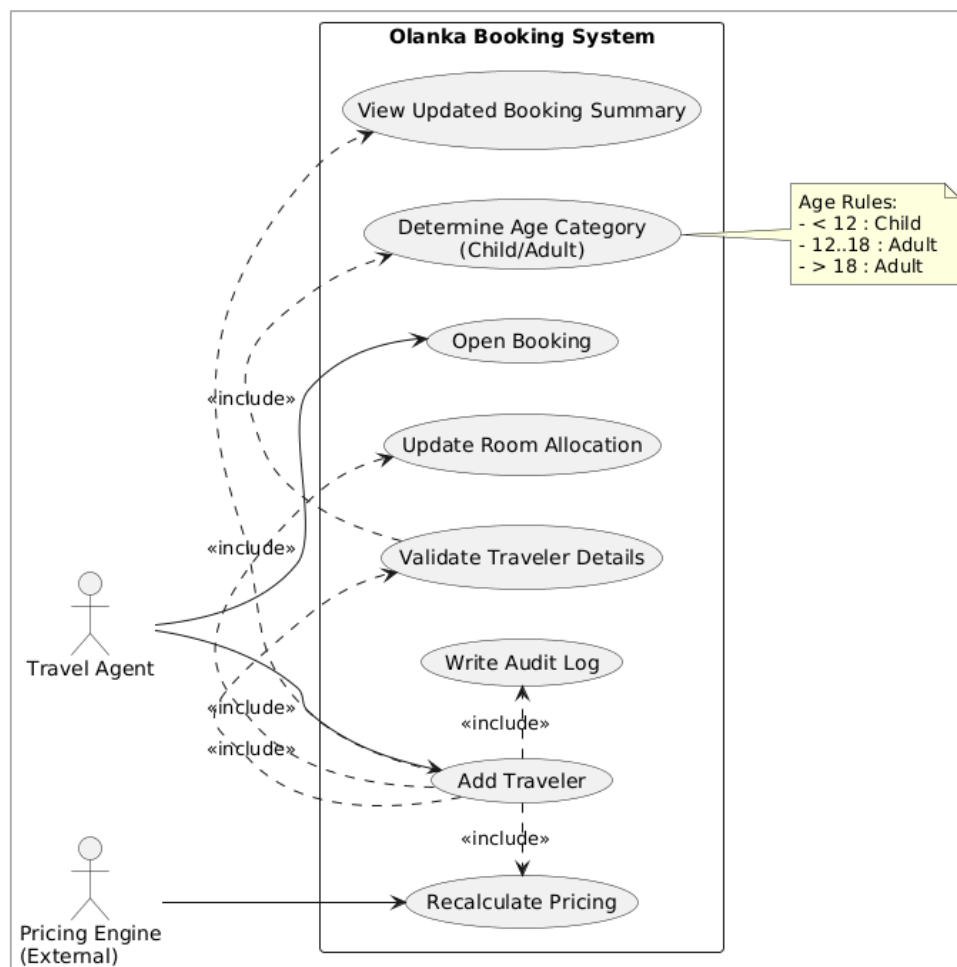 Olanka Booking System
View Updated Booking Summary
Determine Age Category
(Child/Adult)
Age Rules:
- < 12 : Child
- 12..18 : Adult
- > 18 : Adult
Open Booking
«include»
Update Room Allocation
«include»
Validate Traveler Details
Travel Agent
Write Audit Log
«include»
«include»
«include»
Add Traveler
«include»
Recalculate Pricing
Pricing Engine
(External)